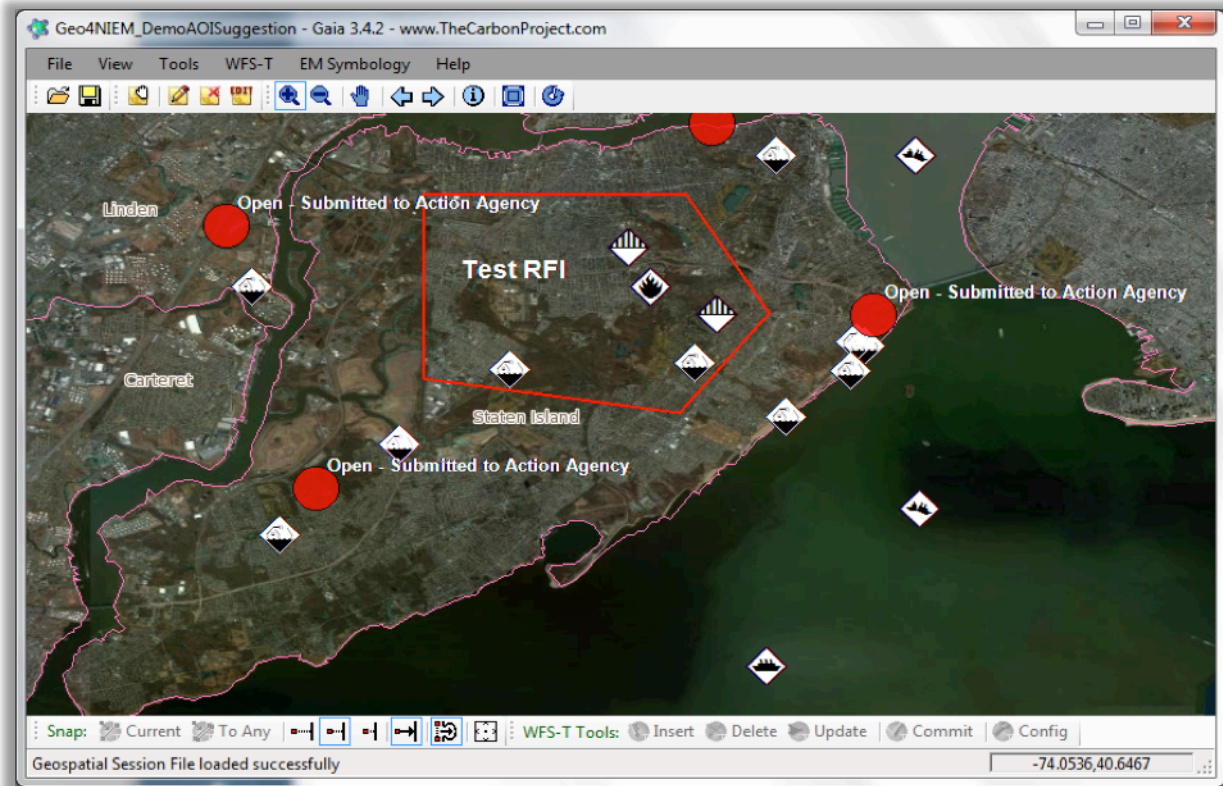 Geo4NIEM_DemoAOISuggestion - Gaia 3.4.2 - www.TheCarbonProject.com
File View Tools WFS-T EM Symbology Help
EDIT
Linden
Open - Submitted to Action Agency
Test RFI
Open - Submitted to Action Agency
Carteret
Staten Island
Open - Submitted to Action Agency
Snap: Current To Any WFS-T Tools: Insert Delete Update Commit Config
Geospatial Session File loaded successfully -74.0536,40.6467